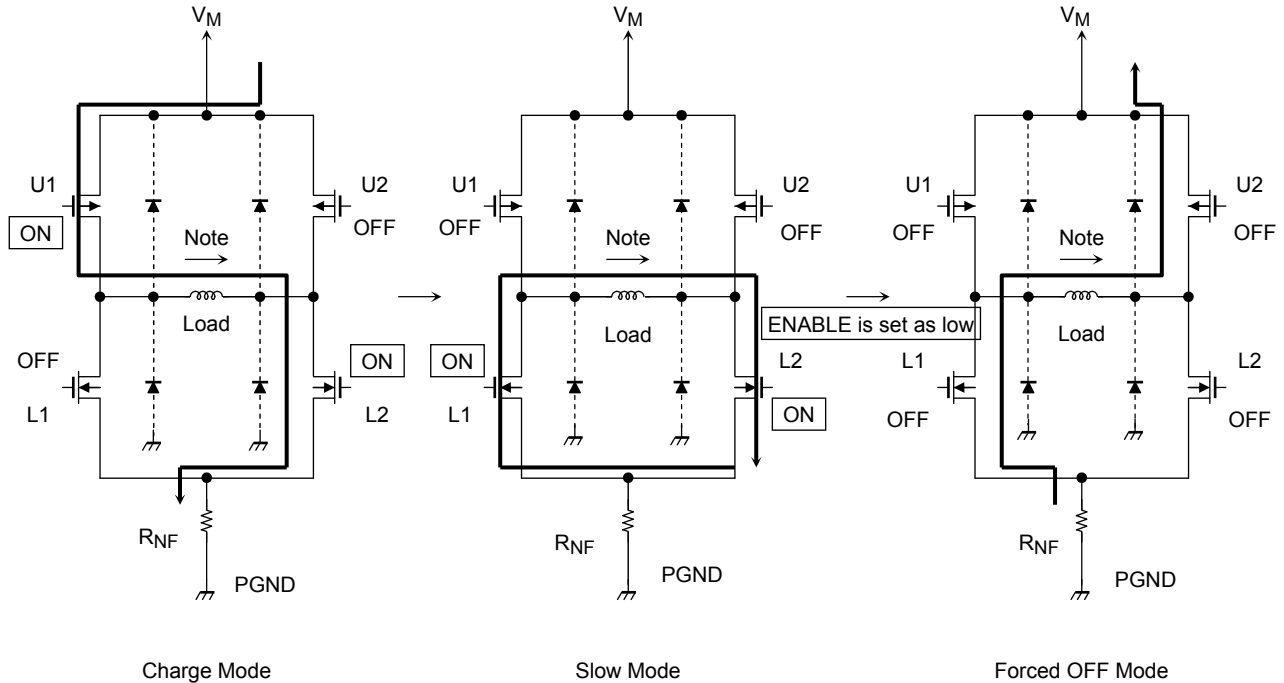 VM
U1
ON
U2
OFF
Note
Load
OFF
L1
ON
L2
RNF
PGND
Charge Mode
VM
U1
OFF
U2
OFF
Note
Load
ON
L1
L2
ON
RNF
PGND
Slow Mode
ENABLE is set as low
VM
U1
OFF
U2
OFF
Note
Load
L1
OFF
L2
OFF
RNF
PGND
Forced OFF Mode